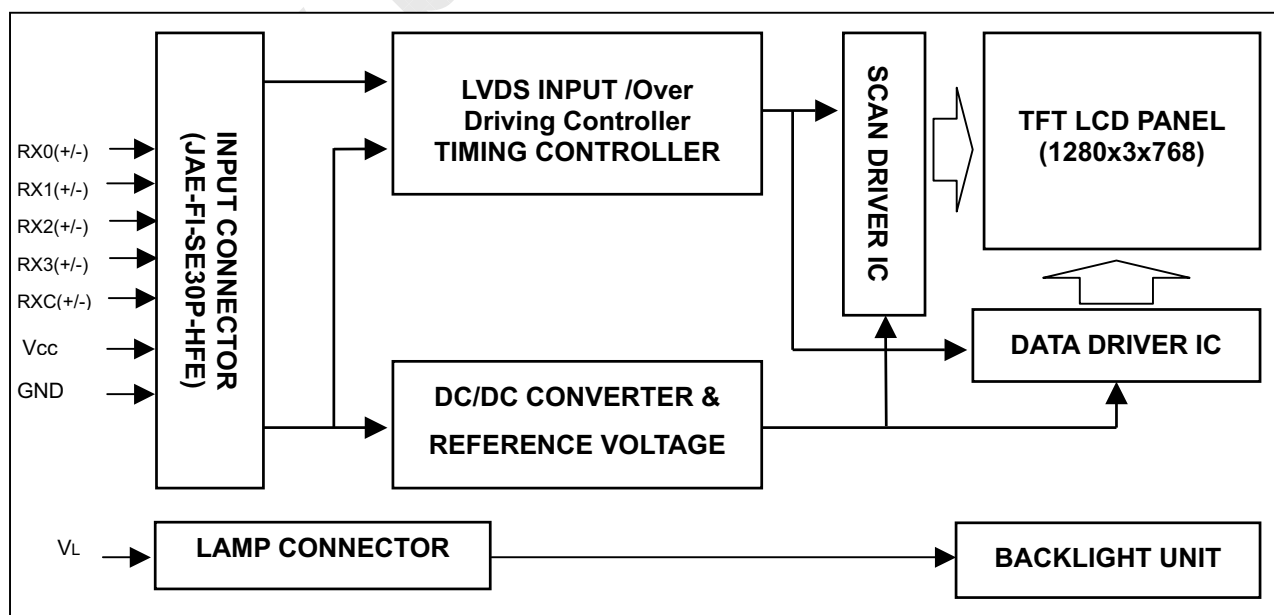 RX0(+/-)
RX1(+/-)
RX2(+/-)
RX3(+/-)
RXC(+/-)
Vcc
GND
INPUT CONNECTOR
(JAE-FI-SE30P-HFE)
LVDS INPUT /Over
Driving Controller
TIMING CONTROLLER
DC/DC CONVERTER &
REFERENCE VOLTAGE
SCAN DRIVER IC
TFT LCD PANEL
(1280x3x768)
DATA DRIVER IC
VL
LAMP CONNECTOR
BACKLIGHT UNIT